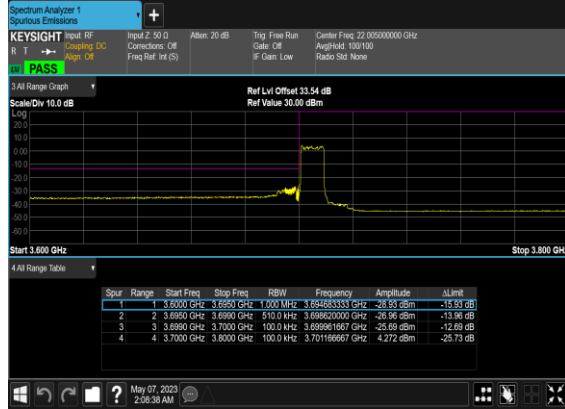 Spectrum Analyzer 1
Spurious Emissions
+
KEYSIGHT Input: RF Input Z: 50 Ω Atten: 20 dB Trig: Free Run Center Freq: 22.005000000 GHz
R T Coupling: DC Corrections: Off Gate: Off Avg|Hold: 100/100
Align: Off Freq Ref: Int (S) IF Gain: Low Radio Std: None
PASS
3 All Range Graph
Ref Lvl Offset 33.54 dB
Scale/Div 10.0 dB Ref Value 30.00 dBm
Log
20.0
10.0
0.00
-10.0
-20.0
-30.0
-40.0
-50.0
-60.0
Start 3.600 GHz Stop 3.800 GHz
4 All Range Table
Spur Range Start Freq Stop Freq RBW Frequency Amplitude ΔLimit
1 1 3.6000 GHz 3.6950 GHz 1.000 MHz 3.694683333 GHz -28.93 dBm -15.93 dB
2 2 3.6950 GHz 3.6990 GHz 510.0 kHz 3.698620000 GHz -26.96 dBm -13.96 dB
3 3 3.6990 GHz 3.7000 GHz 100.0 kHz 3.699961667 GHz -25.69 dBm -12.69 dB
4 4 3.7000 GHz 3.8000 GHz 100.0 kHz 3.701166667 GHz 4.272 dBm -25.73 dB
? May 07, 2023
2:08:38 AM